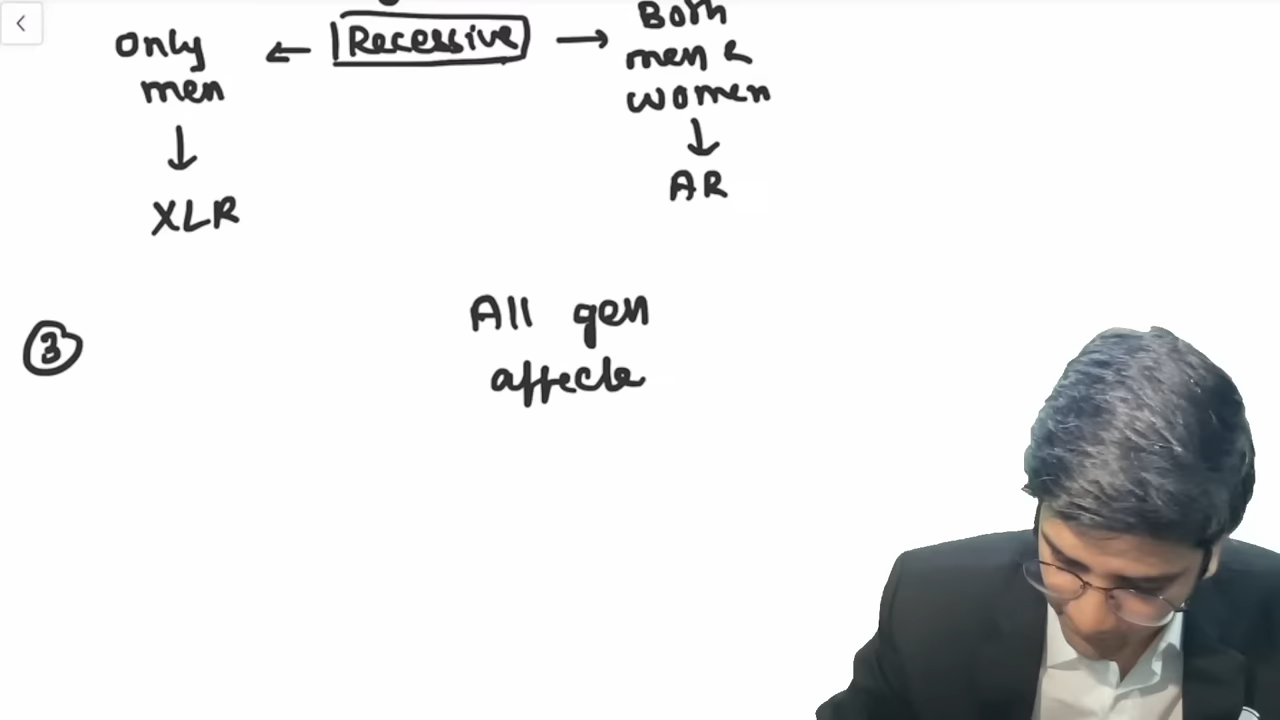 Only
men
Recessive
Both
men &
women
XLR
AR
3
All gen
affecte